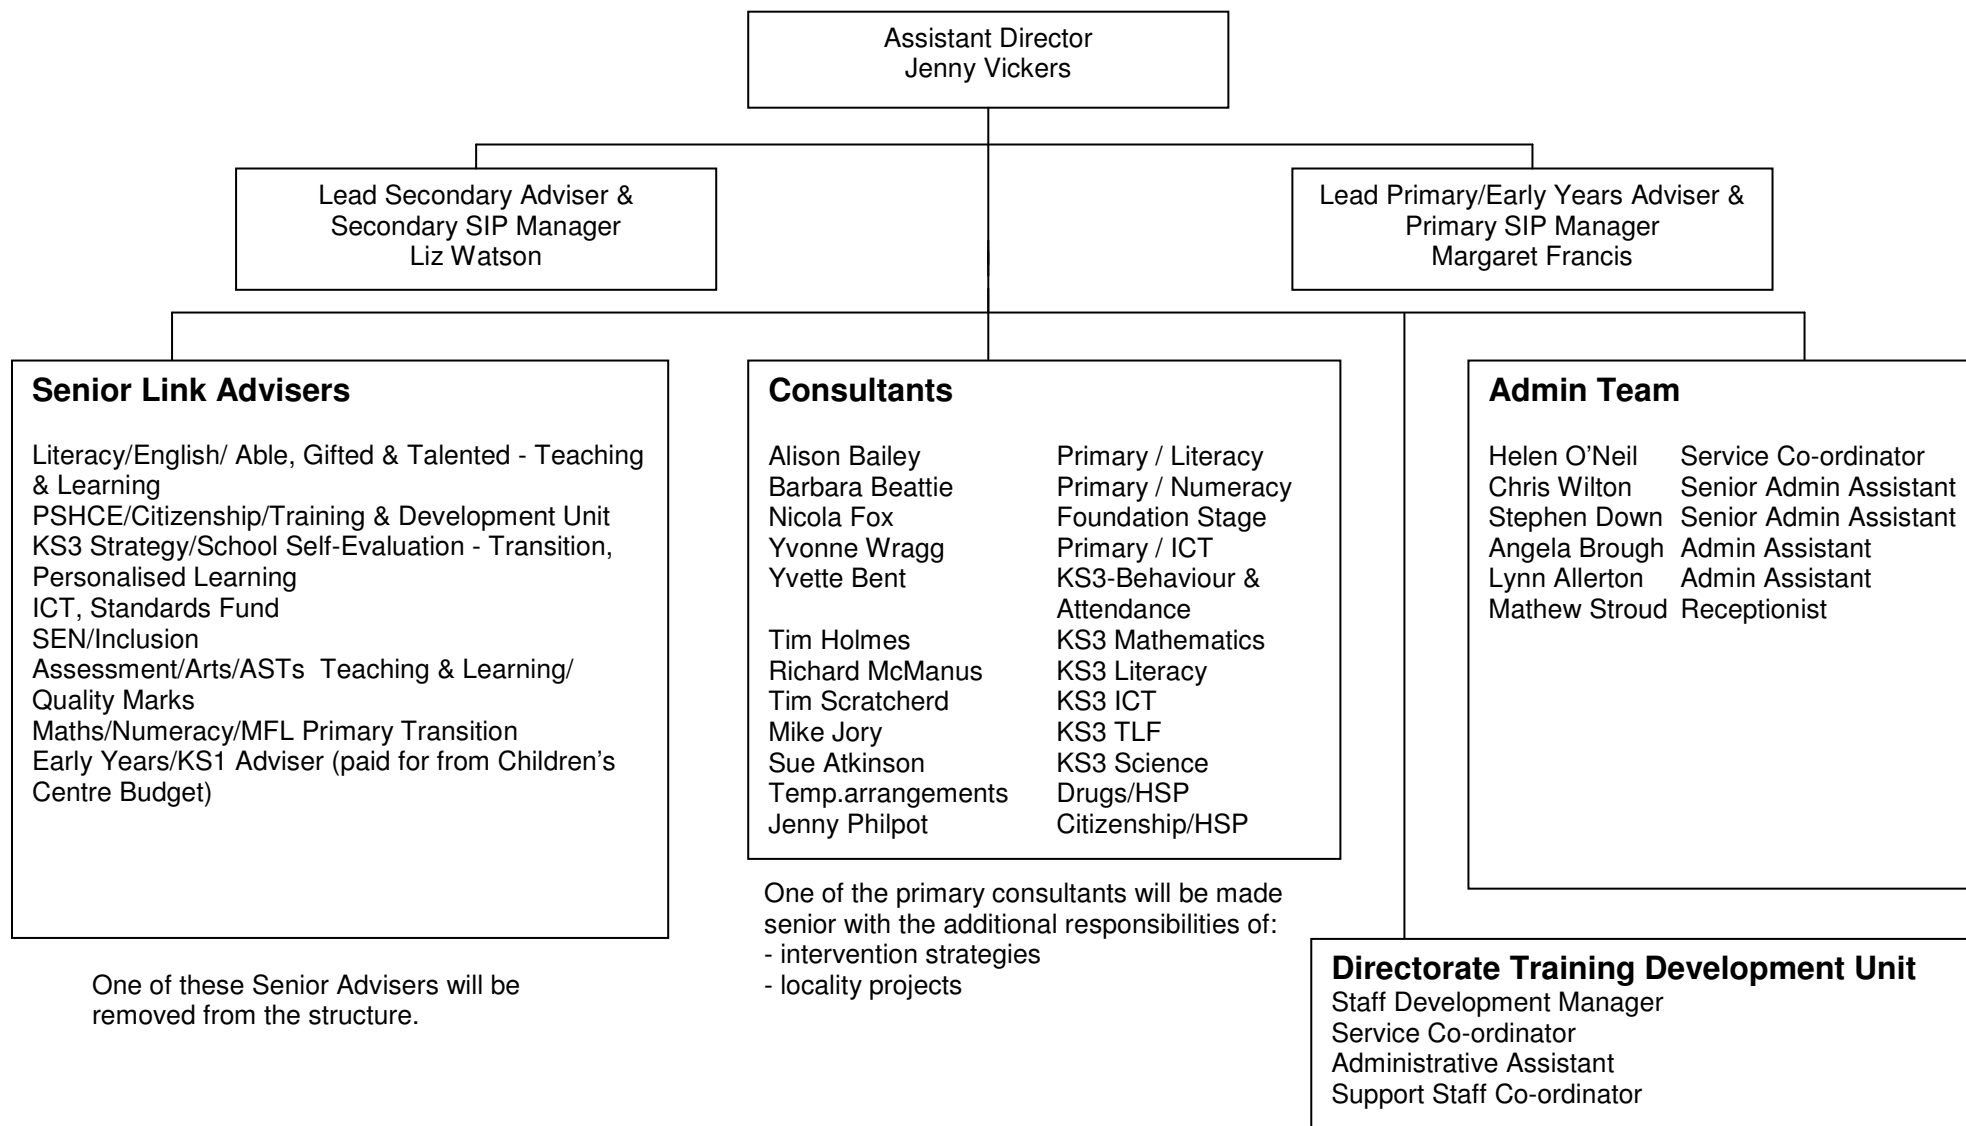 Assistant Director
Jenny Vickers
Lead Secondary Adviser &
Secondary SIP Manager
Liz Watson
Lead Primary/Early Years Adviser &
Primary SIP Manager
Margaret Francis
Senior Link Advisers
Literacy/English/ Able, Gifted & Talented - Teaching
& Learning
PSHCE/Citizenship/Training & Development Unit
KS3 Strategy/School Self-Evaluation - Transition,
Personalised Learning
ICT, Standards Fund
SEN/Inclusion
Assessment/Arts/ASTs  Teaching & Learning/
Quality Marks
Maths/Numeracy/MFL Primary Transition
Early Years/KS1 Adviser (paid for from Children’s
Centre Budget)
One of these Senior Advisers will be
removed from the structure.
Consultants
Alison Bailey Primary / Literacy
Barbara Beattie Primary / Numeracy
Nicola Fox Foundation Stage
Yvonne Wragg Primary / ICT
Yvette Bent KS3-Behaviour &
Attendance
Tim Holmes KS3 Mathematics
Richard McManus KS3 Literacy
Tim Scratcherd KS3 ICT
Mike Jory KS3 TLF
Sue Atkinson KS3 Science
Temp.arrangements Drugs/HSP
Jenny Philpot Citizenship/HSP
One of the primary consultants will be made
senior with the additional responsibilities of:
- intervention strategies
- locality projects
Admin Team
Helen O’Neil Service Co-ordinator
Chris Wilton Senior Admin Assistant
Stephen Down Senior Admin Assistant
Angela Brough Admin Assistant
Lynn Allerton Admin Assistant
Mathew Stroud Receptionist
Directorate Training Development Unit
Staff Development Manager
Service Co-ordinator
Administrative Assistant
Support Staff Co-ordinator